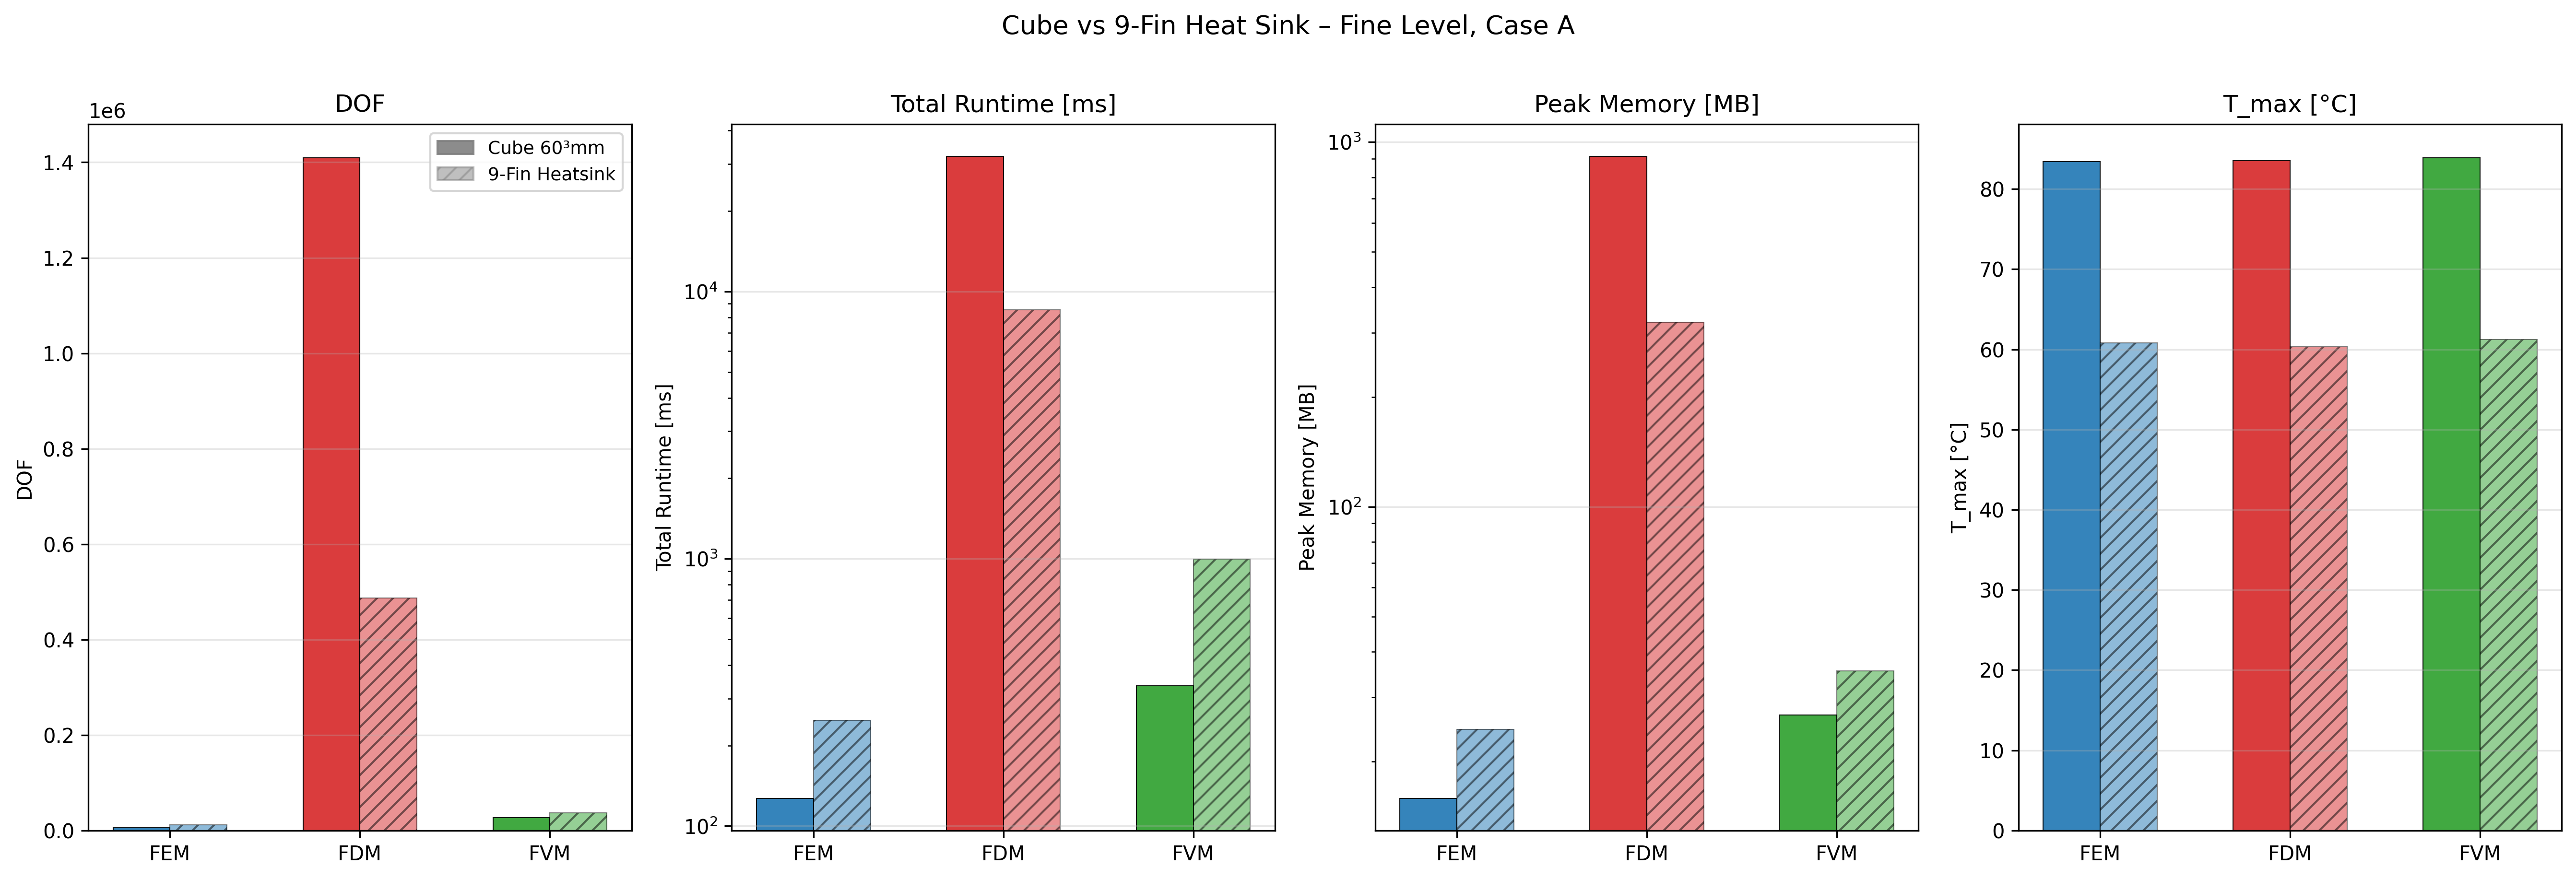 Cube vs 9-Fin Heat Sink – Fine Level, Case A
DOF
1e6
DOF
1.4
1.2
1.0
0.8
0.6
0.4
0.2
0.0
Cube 60³mm
9-Fin Heatsink
FEM
FDM
FVM
Total Runtime [ms]
Total Runtime [ms]
10⁴
10³
10²
FEM
FDM
FVM
Peak Memory [MB]
Peak Memory [MB]
10³
10²
FEM
FDM
FVM
T_max [°C]
T_max [°C]
80
70
60
50
40
30
20
10
0
FEM
FDM
FVM